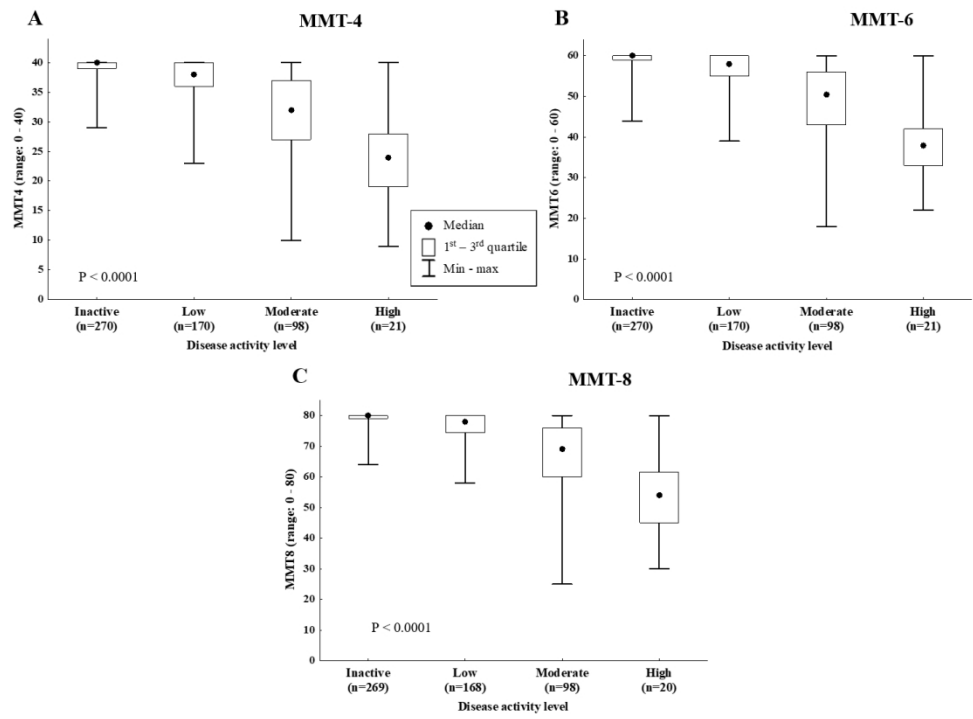 A
MMT-4
MMT4 (range: 0 - 40)
40
35
30
25
20
15
10
5
0
P < 0.0001
Inactive
(n=270)
Low
(n=170)
Moderate
(n=98)
High
(n=21)
Disease activity level
Median
1st – 3rd quartile
Min - max
B
MMT-6
MMT6 (range: 0 - 60)
60
50
40
30
20
10
0
P < 0.0001
Inactive
(n=270)
Low
(n=170)
Moderate
(n=98)
High
(n=21)
Disease activity level
C
MMT-8
MMT8 (range: 0 - 80)
80
70
60
50
40
30
20
10
0
P < 0.0001
Inactive
(n=269)
Low
(n=168)
Moderate
(n=98)
High
(n=20)
Disease activity level